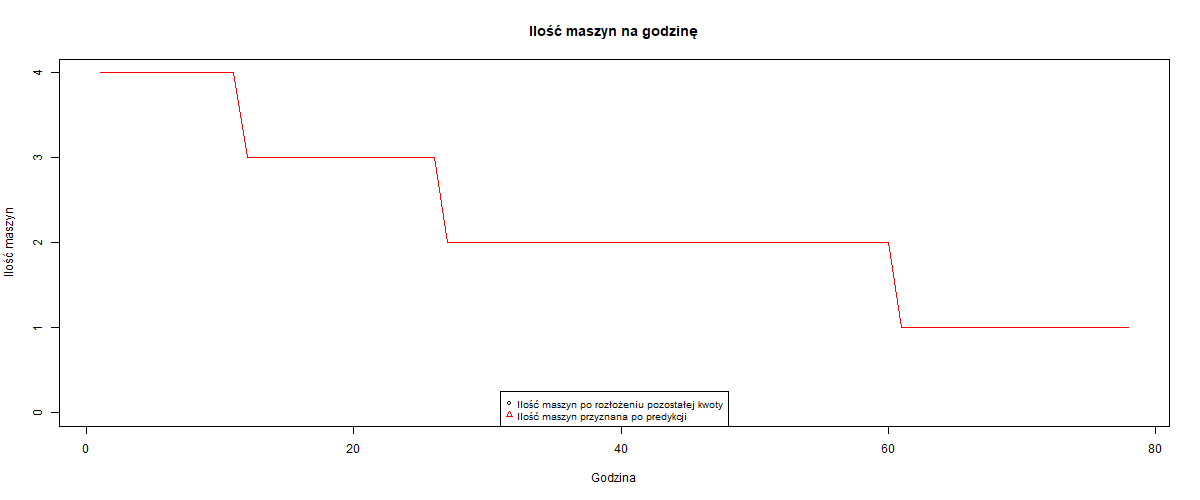 Ilość maszyn na godzinę
Ilość maszyn
4
3
2
1
0
Ilość maszyn po rozłożeniu pozostałej kwoty
Ilość maszyn przyznana po predykcji
0 20 40 60 80
Godzina